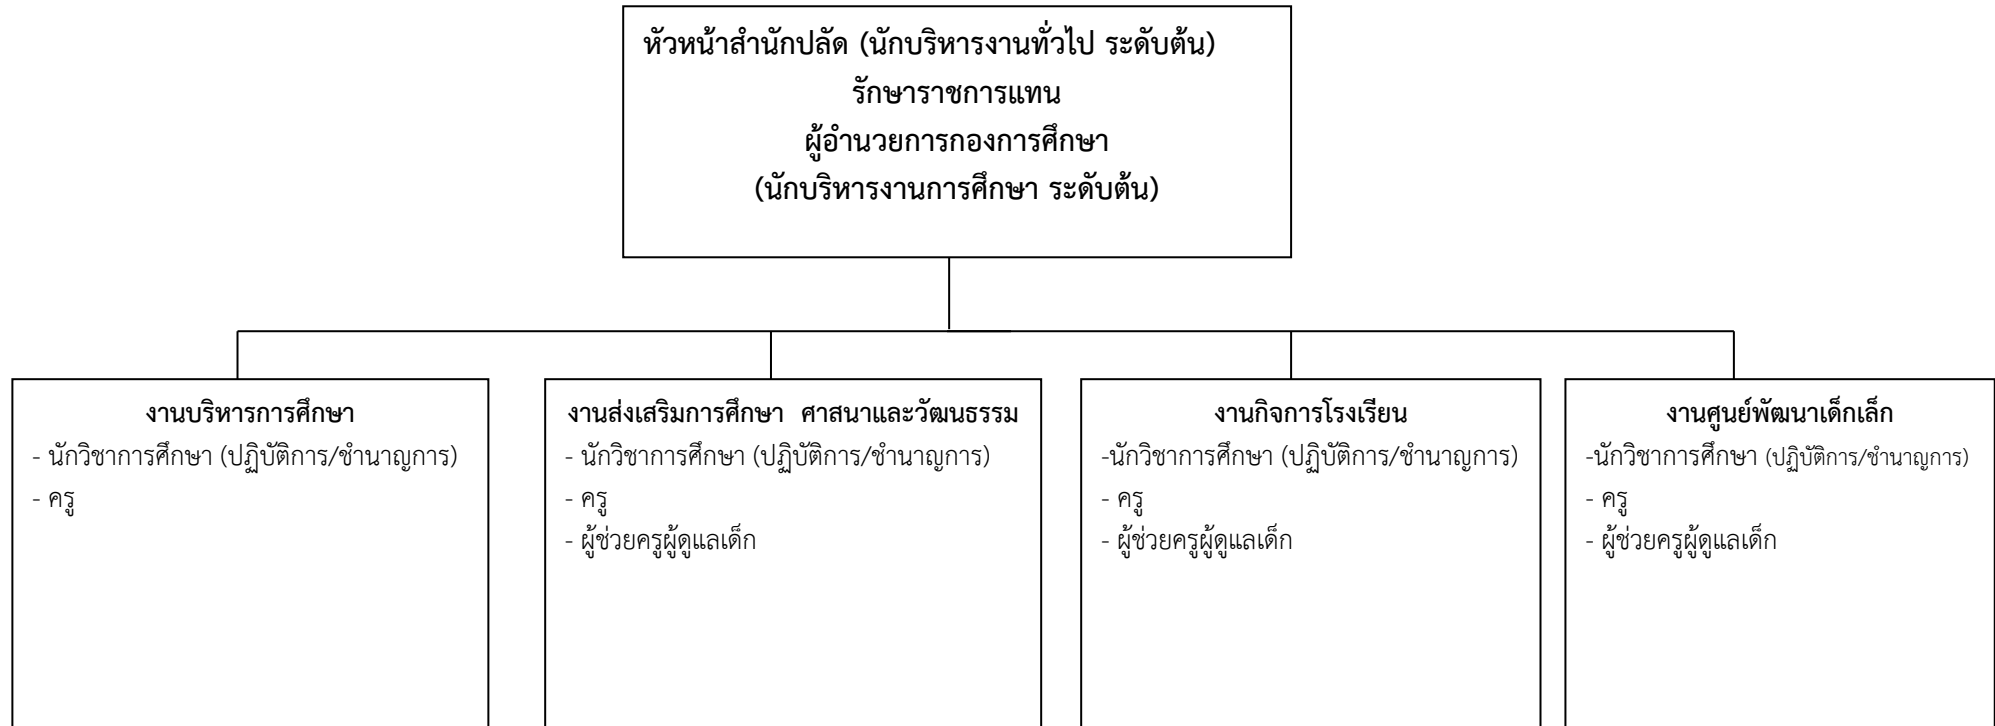 หัวหน้าสำนักปลัด (นักบริหารงานทั่วไป ระดับต้น)
รักษาราชการแทน
ผู้อำนวยการกองการศึกษา
(นักบริหารงานการศึกษา ระดับต้น)
งานบริหารการศึกษา
- นักวิชาการศึกษา (ปฏิบัติการ/ชำนาญการ)
- ครู
งานส่งเสริมการศึกษา ศาสนาและวัฒนธรรม
- นักวิชาการศึกษา (ปฏิบัติการ/ชำนาญการ)
- ครู
- ผู้ช่วยครูผู้ดูแลเด็ก
งานกิจการโรงเรียน
-นักวิชาการศึกษา (ปฏิบัติการ/ชำนาญการ)
- ครู
- ผู้ช่วยครูผู้ดูแลเด็ก
งานศูนย์พัฒนาเด็กเล็ก
-นักวิชาการศึกษา (ปฏิบัติการ/ชำนาญการ)
- ครู
- ผู้ช่วยครูผู้ดูแลเด็ก